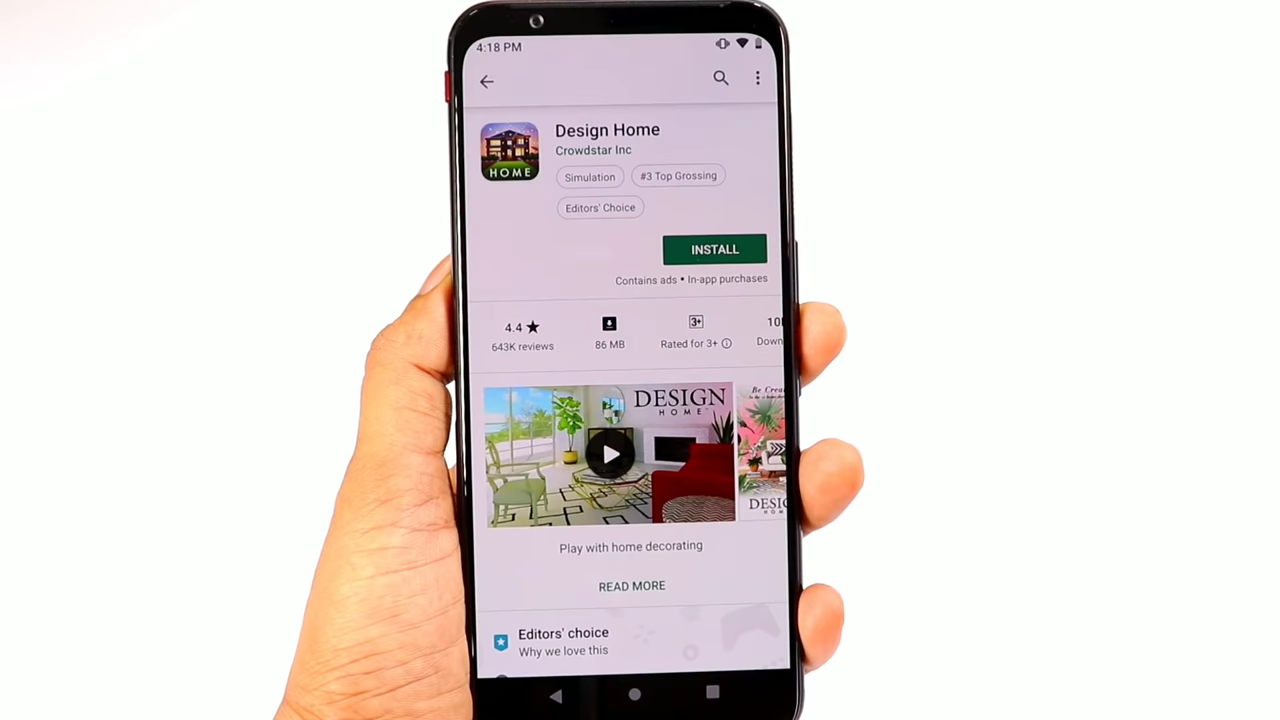 4:18 PM
Design Home
Crowdstar Inc
Simulation
#3 Top Grossing
Editors' Choice
HOME
INSTALL
Contains ads • In-app purchases
4.4★
3+
643K reviews
86 MB
Rated for 3+
DESIGN
HOME
Play with home decorating
READ MORE
Editors' choice
Why we love this